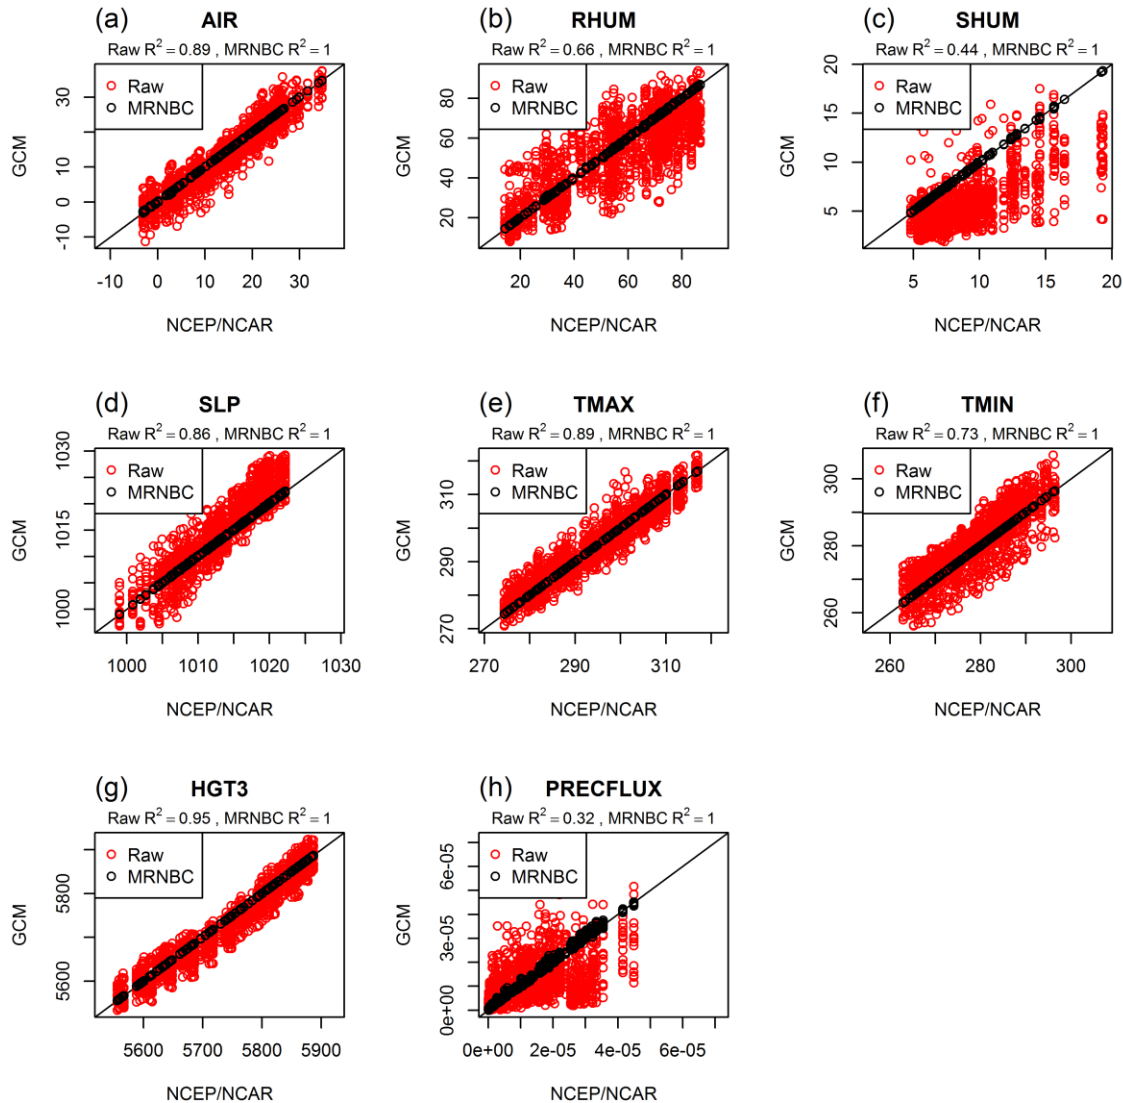 (a) AIR
Raw R² = 0.89 , MRNBC R² = 1
Raw
MRNBC
GCM
-10 0 10 30
-10 0 10 20 30
NCEP/NCAR
(b) RHUM
Raw R² = 0.66 , MRNBC R² = 1
Raw
MRNBC
GCM
20 40 60 80
20 40 60 80
NCEP/NCAR
(c) SHUM
Raw R² = 0.44 , MRNBC R² = 1
Raw
MRNBC
GCM
5 10 15 20
5 10 15 20
NCEP/NCAR
(d) SLP
Raw R² = 0.86 , MRNBC R² = 1
Raw
MRNBC
GCM
1000 1015 1030
1000 1010 1020 1030
NCEP/NCAR
(e) TMAX
Raw R² = 0.89 , MRNBC R² = 1
Raw
MRNBC
GCM
270 290 310
270 290 310
NCEP/NCAR
(f) TMIN
Raw R² = 0.73 , MRNBC R² = 1
Raw
MRNBC
GCM
260 280 300
260 280 300
NCEP/NCAR
(g) HGT3
Raw R² = 0.95 , MRNBC R² = 1
Raw
MRNBC
GCM
5600 5800
5600 5700 5800 5900
NCEP/NCAR
(h) PRECFLUX
Raw R² = 0.32 , MRNBC R² = 1
Raw
MRNBC
GCM
0e+00 3e-05 6e-05
0e+00 2e-05 4e-05 6e-05
NCEP/NCAR